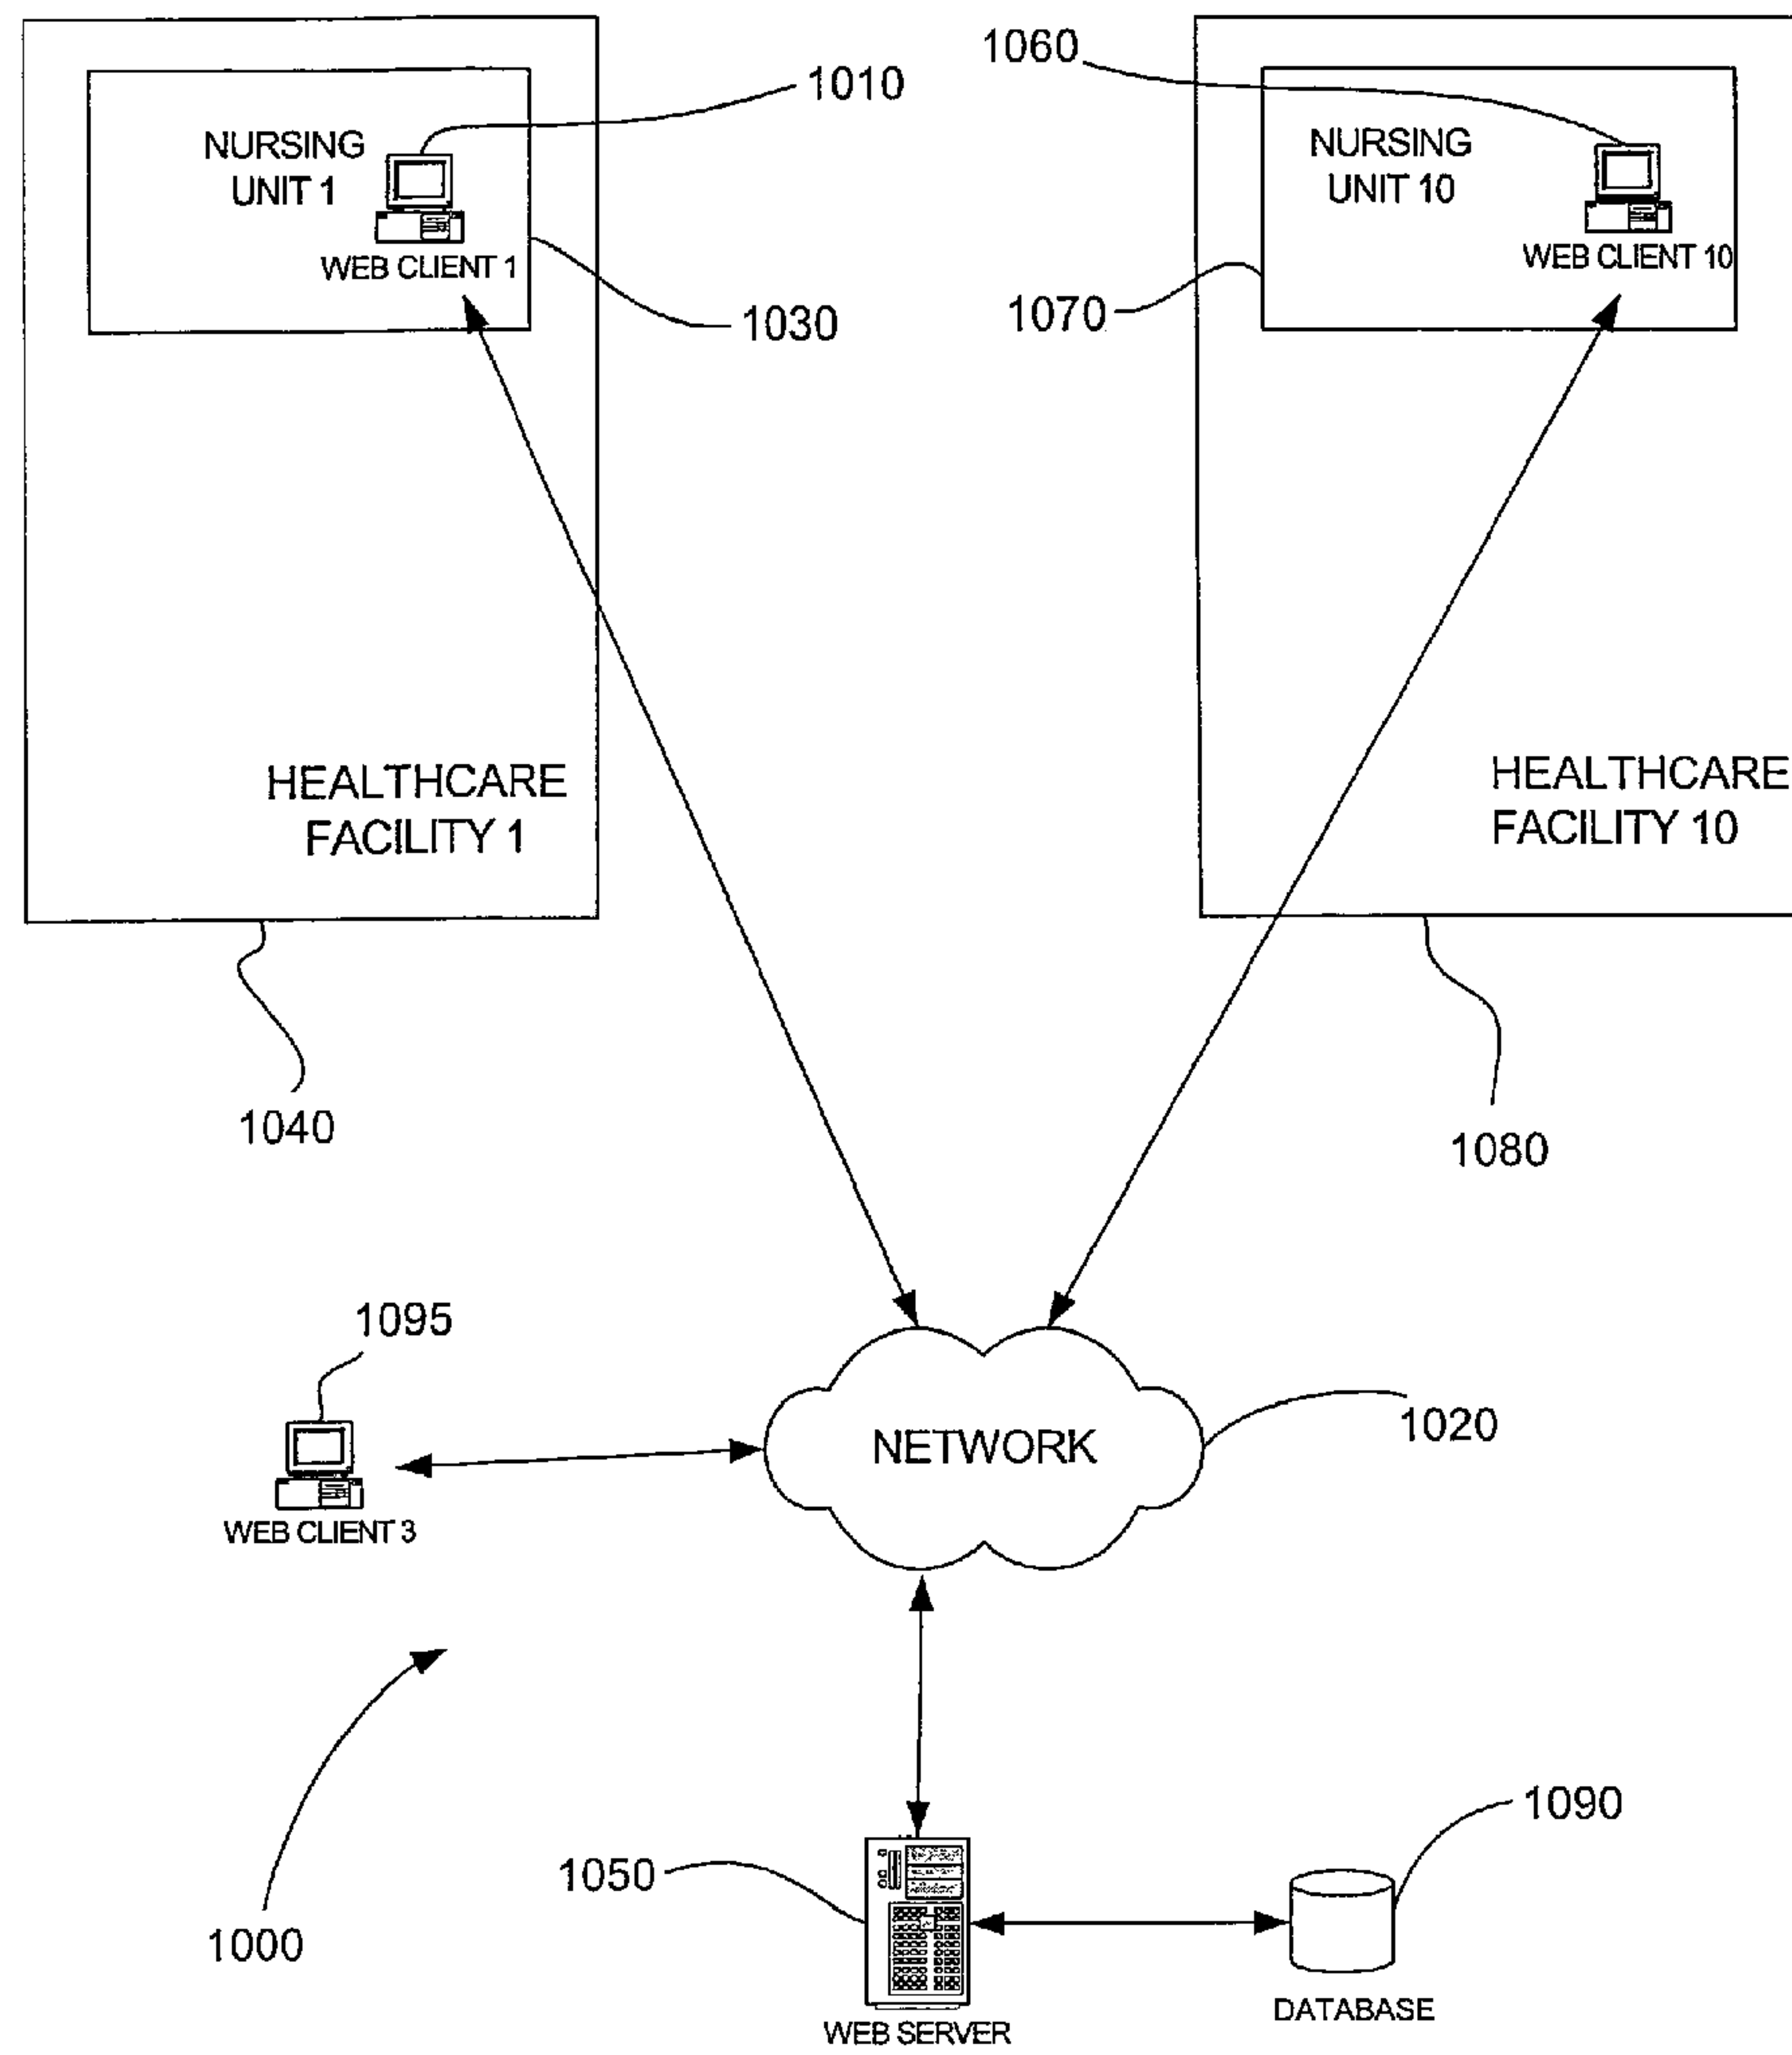 1010
1060
NURSING
UNIT 1
WEB CLIENT 1
1030
NURSING
UNIT 10
WEB CLIENT 10
1070
HEALTHCARE
FACILITY 1
HEALTHCARE
FACILITY 10
1040
1080
1095
WEB CLIENT 3
NETWORK
1020
1000
1050
WEB SERVER
1090
DATABASE